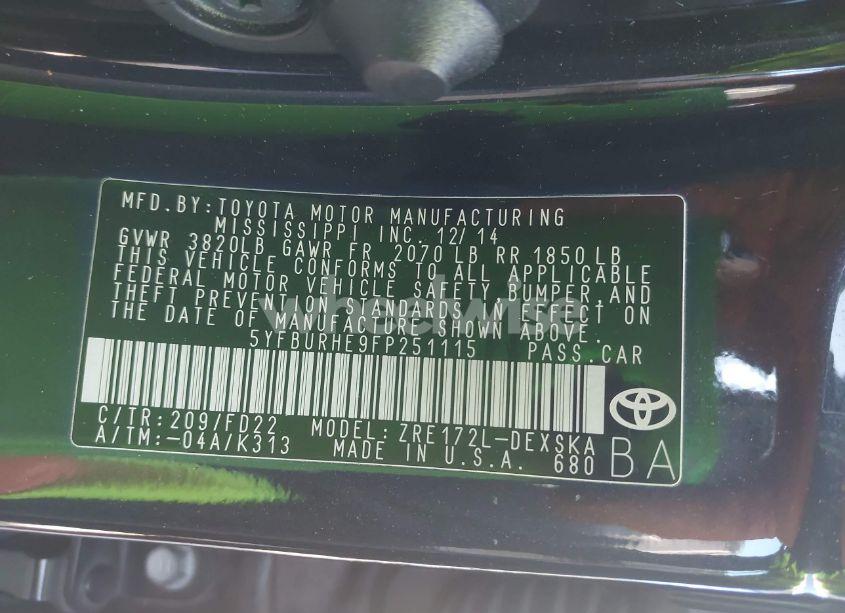 MFD.BY:TOYOTA MOTOR MANUFACTURING
MISSISSIPPI INC. 12/14
GVWR 3820LB GAWR FR 2070 LB RR 1850 LB
THIS VEHICLE CONFORMS TO ALL APPLICABLE
FEDERAL MOTOR VEHICLE SAFETY,BUMPER,AND
THEFT PREVENTION STANDARDS IN EFFECT ON
THE DATE OF MANUFACTURE SHOWN ABOVE.
wheelwise
5YFBURHE9FP251115 PASS.CAR
C/TR:209/FD22 MODEL:ZRE172L-DEXSKA
A/TM:-04A/K313 MADE IN U.S.A. 680
BA